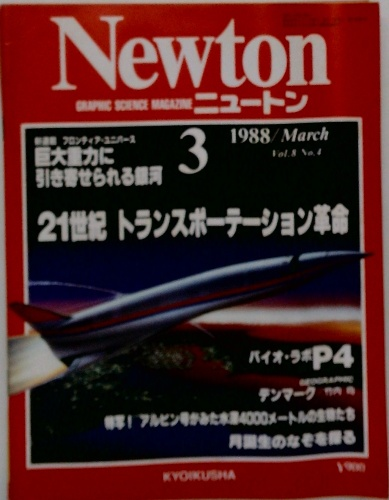 Newton
GRAPHIC SCIENCE MAGAZINE ニュートン
新連載 フロンティア・ユニバース
巨大重力に
引き寄せられる銀河
3
1988/March
Vol.8 No.4
21世紀 トランスポーテーション革命
バイオ・ラボP4
GEOGRAPHIC
デンマーク 竹内 均
特写! アルビン号がみた水深4000メートルの生物たち
月誕生のなぞを探る
KYOIKUSHA
¥900